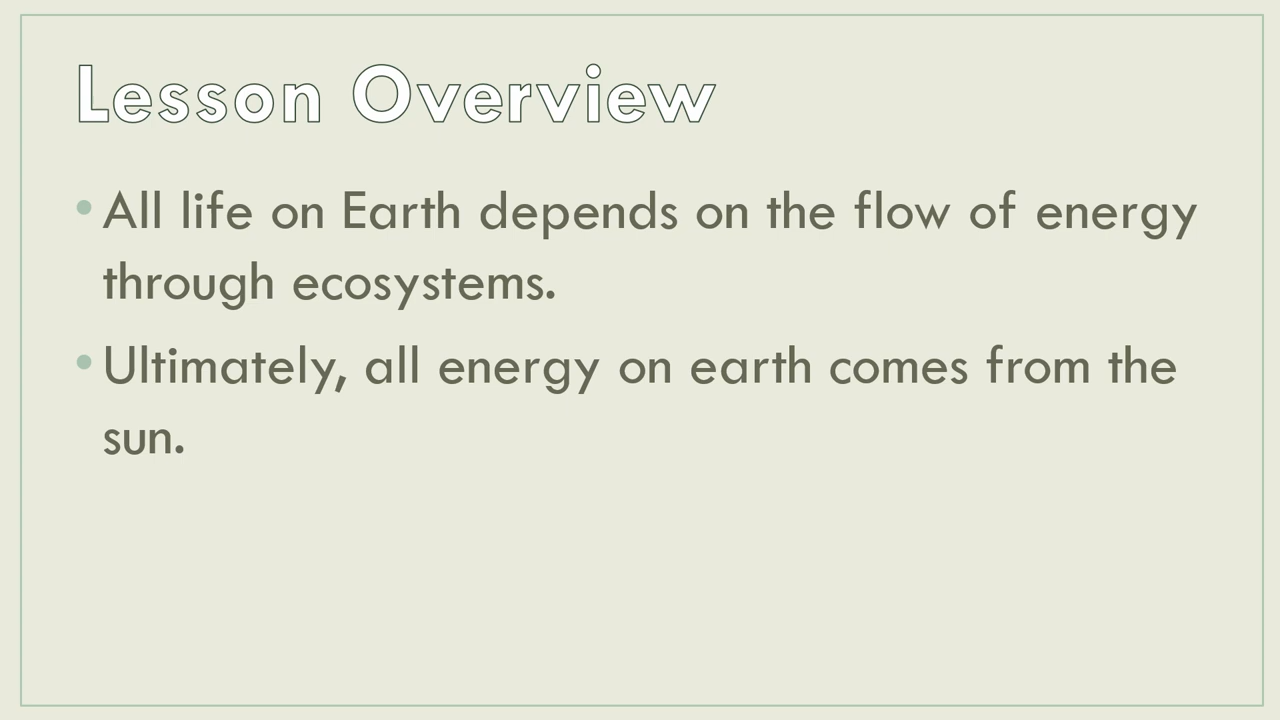 Lesson Overview
• All life on Earth depends on the flow of energy
through ecosystems.
• Ultimately, all energy on earth comes from the
sun.